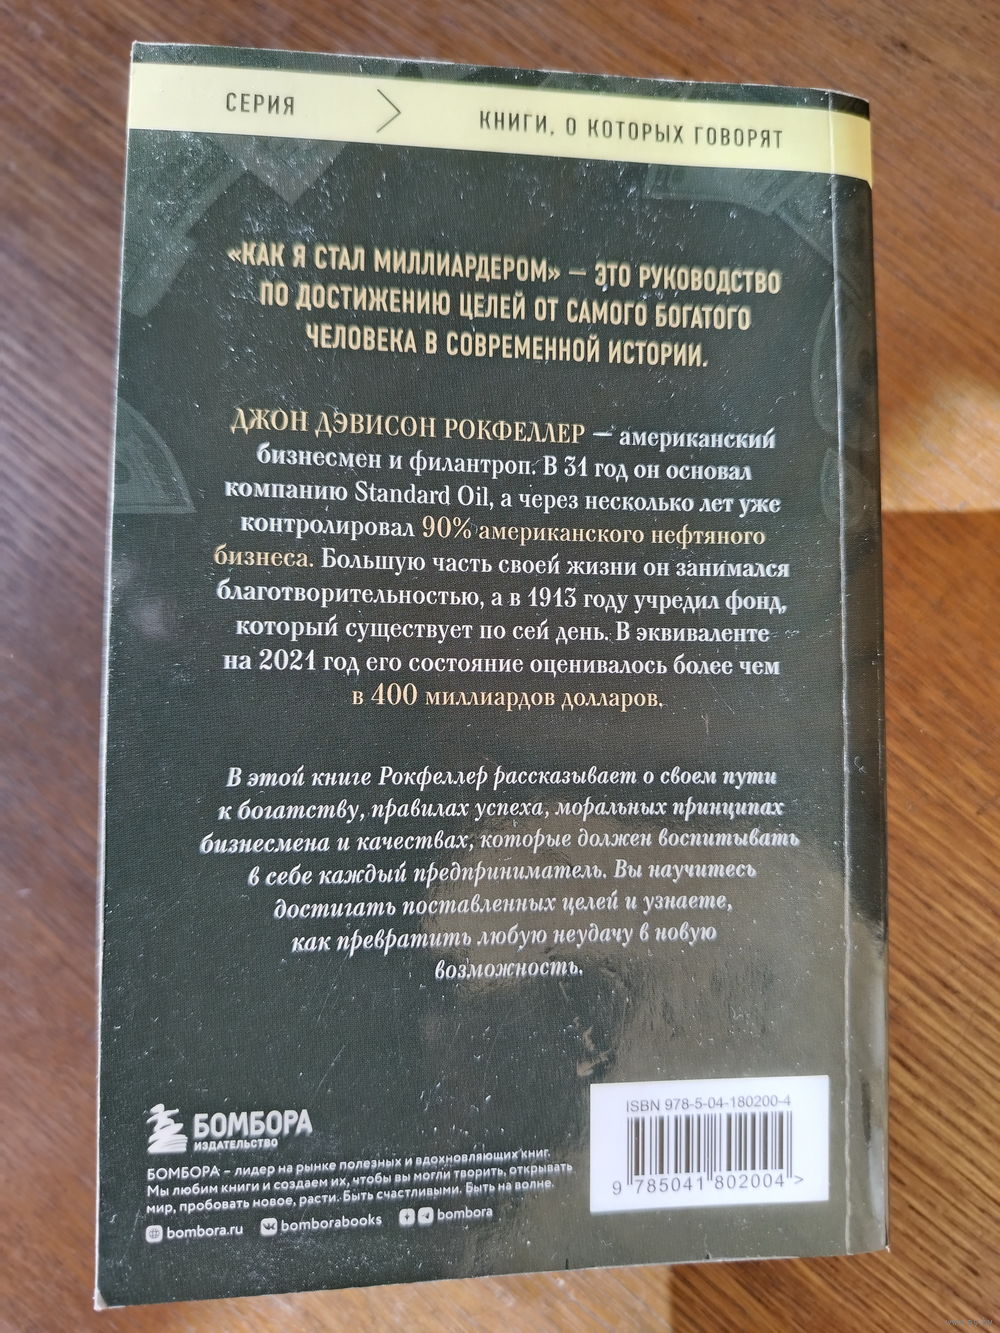 СЕРИЯ
КНИГИ, О КОТОРЫХ ГОВОРЯТ
«КАК Я СТАЛ МИЛЛИАРДЕРОМ» – ЭТО РУКОВОДСТВО
ПО ДОСТИЖЕНИЮ ЦЕЛЕЙ ОТ САМОГО БОГАТОГО
ЧЕЛОВЕКА В СОВРЕМЕННОЙ ИСТОРИИ.
ДЖОН ДЭВИСОН РОКФЕЛЛЕР – американский
бизнесмен и филантроп. В 31 год он основал
компанию Standard Oil, а через несколько лет уже
контролировал 90% американского нефтяного
бизнеса. Большую часть своей жизни он занимался
благотворительностью, а в 1913 году учредил фонд,
который существует по сей день. В эквиваленте
на 2021 год его состояние оценивалось более чем
в 400 миллиардов долларов.
В этой книге Рокфеллер рассказывает о своем пути
к богатству, правилах успеха, моральных принципах
бизнесмена и качествах, которые должен воспитывать
в себе каждый предприниматель. Вы научитесь
достигать поставленных целей и узнаете,
как превратить любую неудачу в новую
возможность.
БОМБОРА
ИЗДАТЕЛЬСТВО
БОМБОРА – лидер на рынке полезных и вдохновляющих книг.
Мы любим книги и создаем их, чтобы вы могли творить, открывать
мир, пробовать новое, расти. Быть счастливыми. Быть на волне.
bombora.ru bomborabooks bombora
ISBN 978-5-04-180200-4
9 785041 802004 >